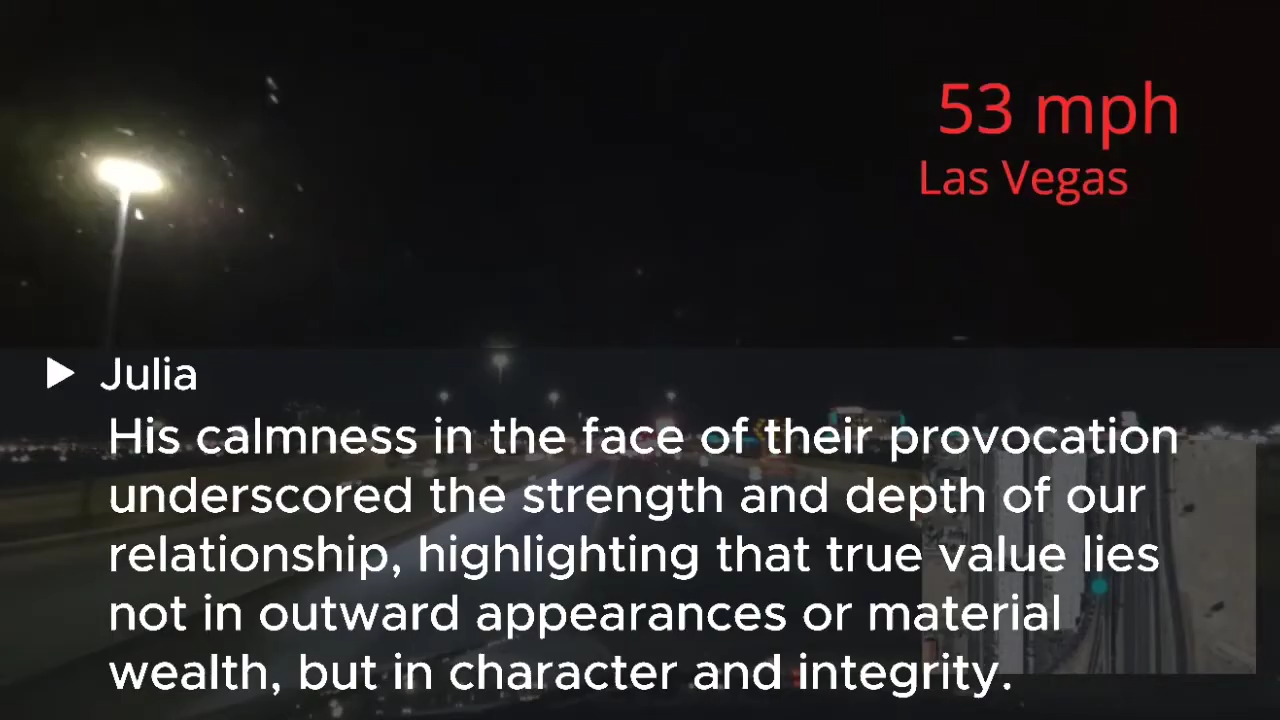 53 mph
Las Vegas
Julia
His calmness in the face of their provocation
underscored the strength and depth of our
relationship, highlighting that true value lies
not in outward appearances or material
wealth, but in character and integrity.